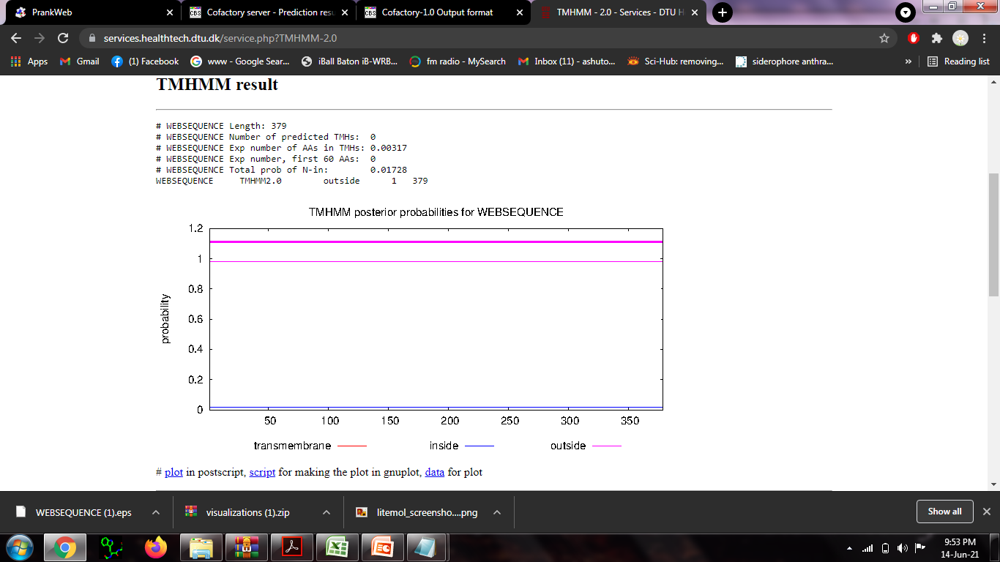 PrankWeb
Cofactory server - Prediction resu
Cofactory-1.0 Output format
TMHMM - 2.0 - Services - DTU H
services.healthtech.dtu.dk/service.php?TMHMM-2.0
Apps
Gmail
(1) Facebook
www - Google Sear...
iBall Baton iB-WRB...
fm radio - MySearch
Inbox (11) - ashuto...
Sci-Hub: removing...
siderophore anthra...
»
Reading list
TMHMM result
# WEBSEQUENCE Length: 379
# WEBSEQUENCE Number of predicted TMHs: 0
# WEBSEQUENCE Exp number of AAs in TMHs: 0.00317
# WEBSEQUENCE Exp number, first 60 AAs: 0
# WEBSEQUENCE Total prob of N-in: 0.01728
WEBSEQUENCE TMHMM2.0 outside 1 379
TMHMM posterior probabilities for WEBSEQUENCE
1.2
1
0.8
0.6
0.4
0.2
0
probability
50 100 150 200 250 300 350
transmembrane inside outside
# plot in postscript, script for making the plot in gnuplot, data for plot
WEBSEQUENCE (1).eps
visualizations (1).zip
litemol_screensho....png
Show all
9:53 PM
14-Jun-21